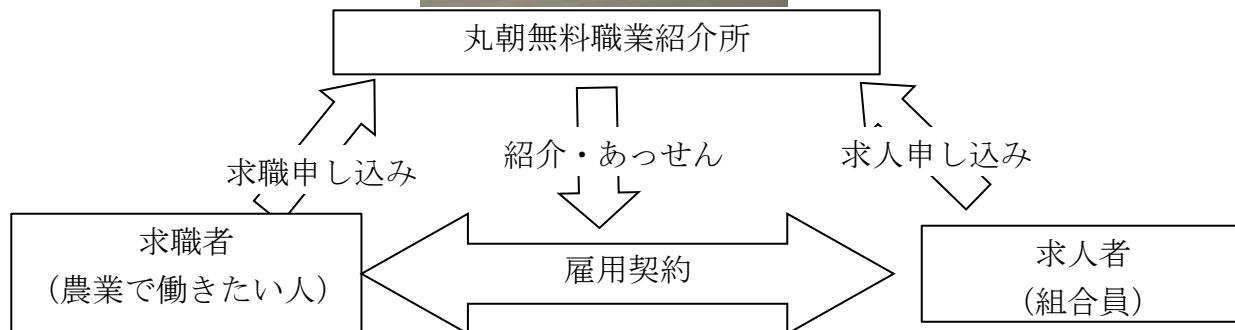 丸朝無料職業紹介所
求職申し込み
紹介・あっせん
求人申し込み
求職者
（農業で働きたい人）
雇用契約
求人者
（組合員）